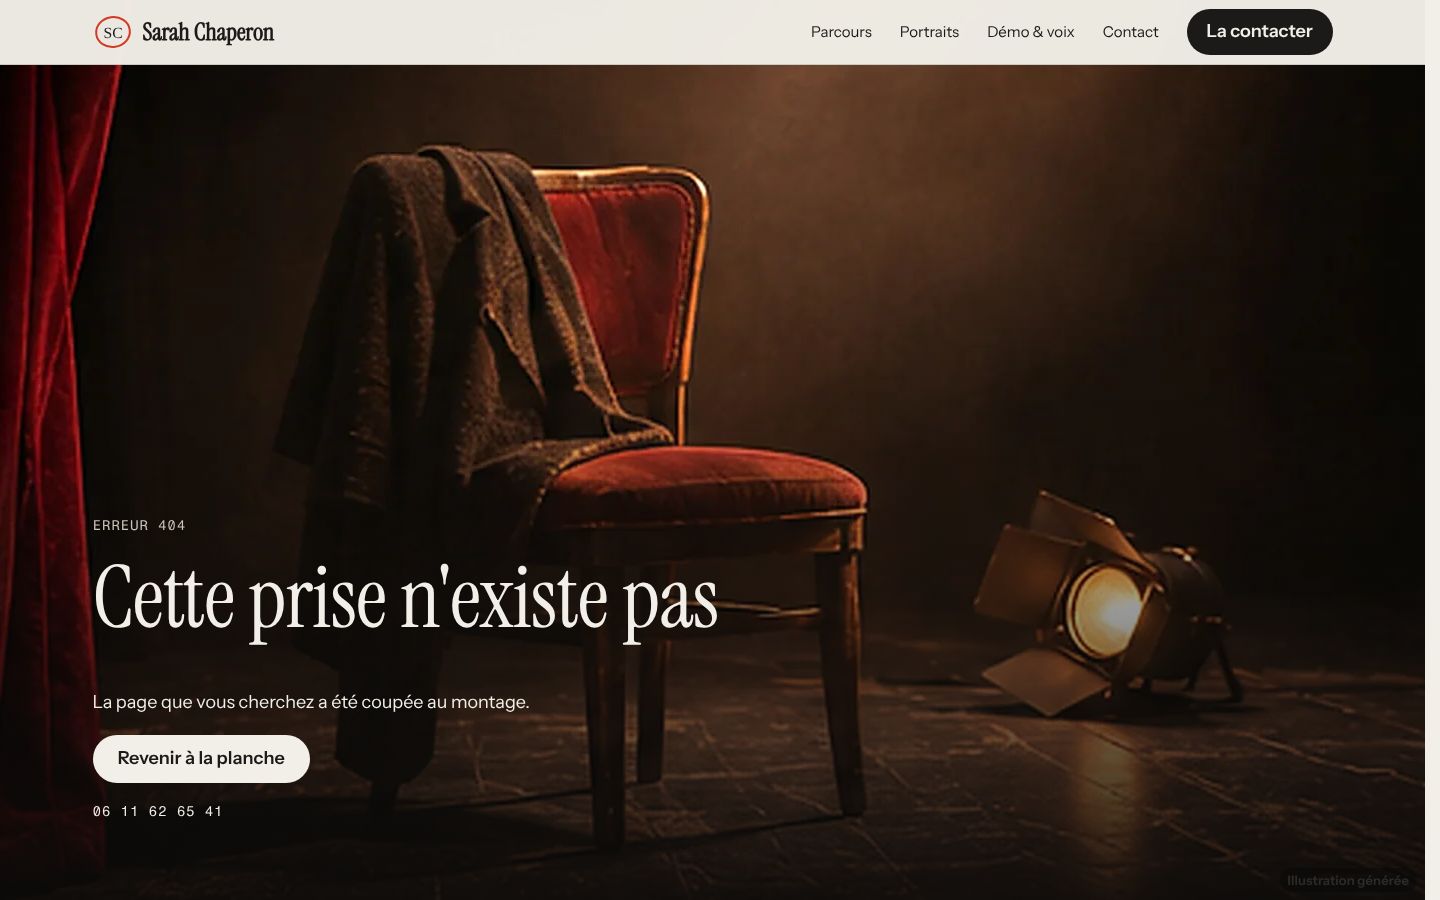 SC Sarah Chaperon
Parcours Portraits Démo & voix Contact La contacter
ERREUR 404
Cette prise n'existe pas
La page que vous cherchez a été coupée au montage.
Revenir à la planche
06 11 62 65 41
Illustration générée